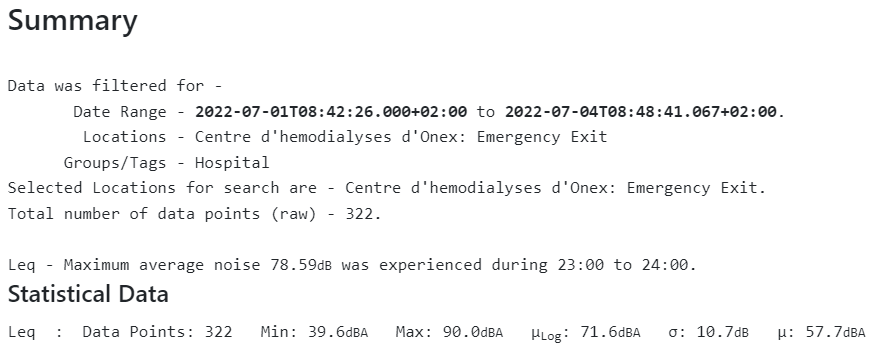 Summary
Data was filtered for -
Date Range - 2022-07-01T08:42:26.000+02:00 to 2022-07-04T08:48:41.067+02:00.
Locations - Centre d'hemodialyses d'Onex: Emergency Exit
Groups/Tags - Hospital
Selected Locations for search are - Centre d'hemodialyses d'Onex: Emergency Exit.
Total number of data points (raw) - 322.
Leq - Maximum average noise 78.59dB was experienced during 23:00 to 24:00.
Statistical Data
Leq : Data Points: 322 Min: 39.6dBA Max: 90.0dBA μLog: 71.6dBA σ: 10.7dB μ: 57.7dBA